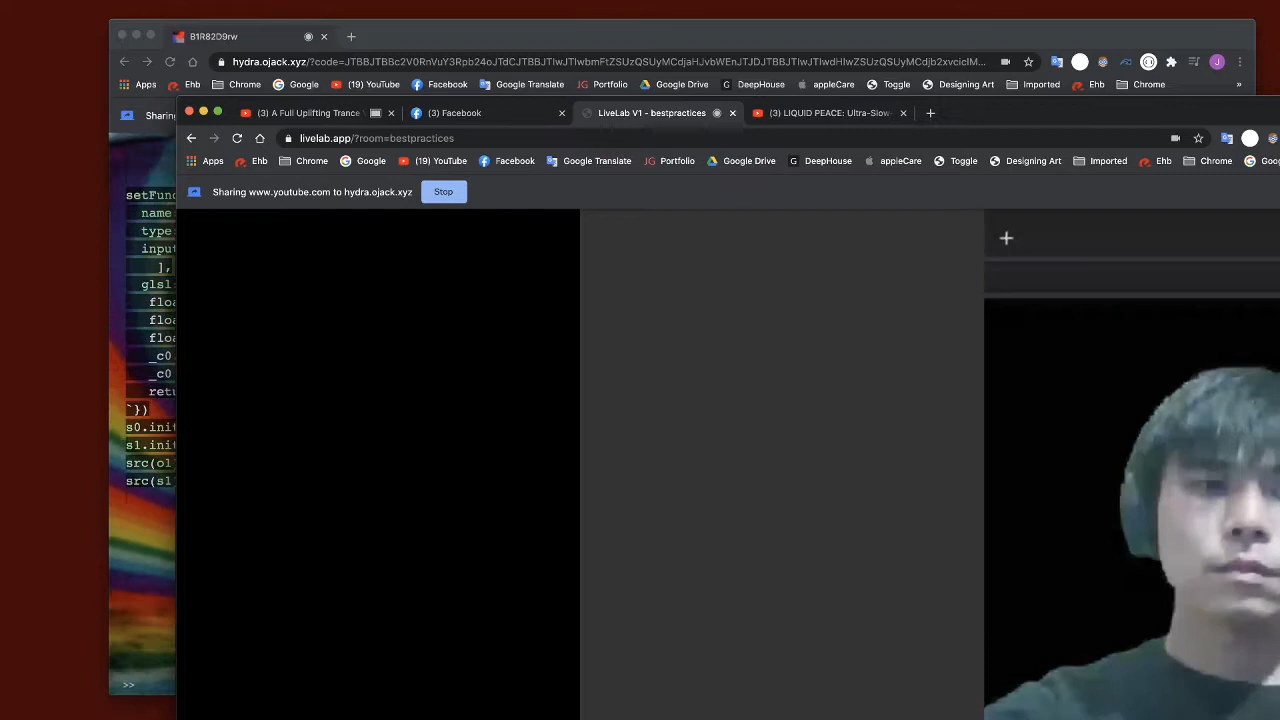 B1R82D9rw
hydra.ojack.xyz/?code=JTBBJTBBc2V0RnVuY3Rpb24oJTdCJTBBJTIwJTIwbmFtZSUzQSUyMCdjaHJvbWEnJTJDJTBBJTIwJTIwdHlwZSUzQSUyMCdjb2xvcicIM...
Apps Ehb Chrome Google (19) YouTube Facebook Google Translate Portfolio Google Drive DeepHouse appleCare Toggle Designing Art Imported Ehb Chrome »
Sharing
(3) A Full Uplifting Trance (3) Facebook LiveLab V1 - bestpractices (3) LIQUID PEACE: Ultra-Slow-
livelab.app/?room=bestpractices
Apps Ehb Chrome Google (19) YouTube Facebook Google Translate Portfolio Google Drive DeepHouse appleCare Toggle Designing Art Imported Ehb Chrome Goo
Sharing www.youtube.com to hydra.ojack.xyz Stop
setFunc
name:
type:
input
],
glsl:
floa
floa
floa
_c0
_c0
retu
`})
s0.init
s1.init
src(o1
src(s1
>>